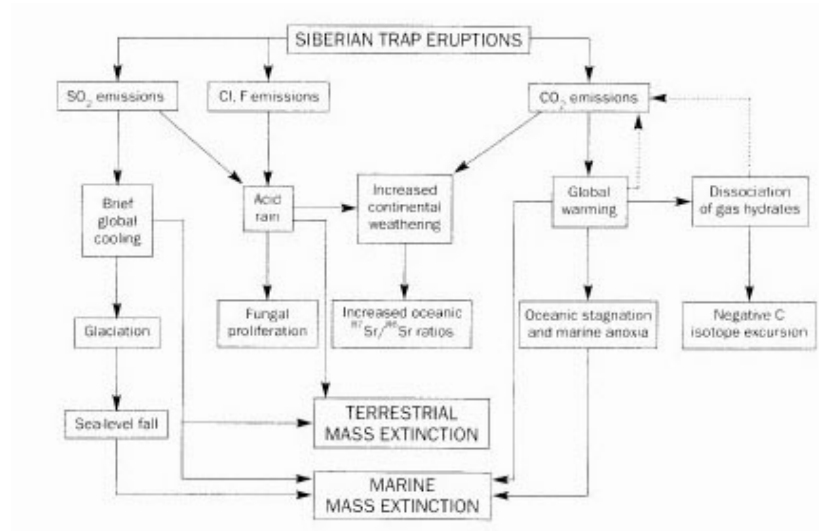 SIBERIAN TRAP ERUPTIONS
SO₂ emissions
Cl, F emissions
CO₂ emissions
Brief
global
cooling
Acid
rain
Increased
continental
weathering
Global
warming
Dissociation
of gas hydrates
Glaciation
Fungal
proliferation
Increased oceanic
⁸⁷Sr/⁸⁶Sr ratios
Oceanic stagnation
and marine anoxia
Negative C
isotope excursion
Sea-level fall
TERRESTRIAL
MASS EXTINCTION
MARINE
MASS EXTINCTION